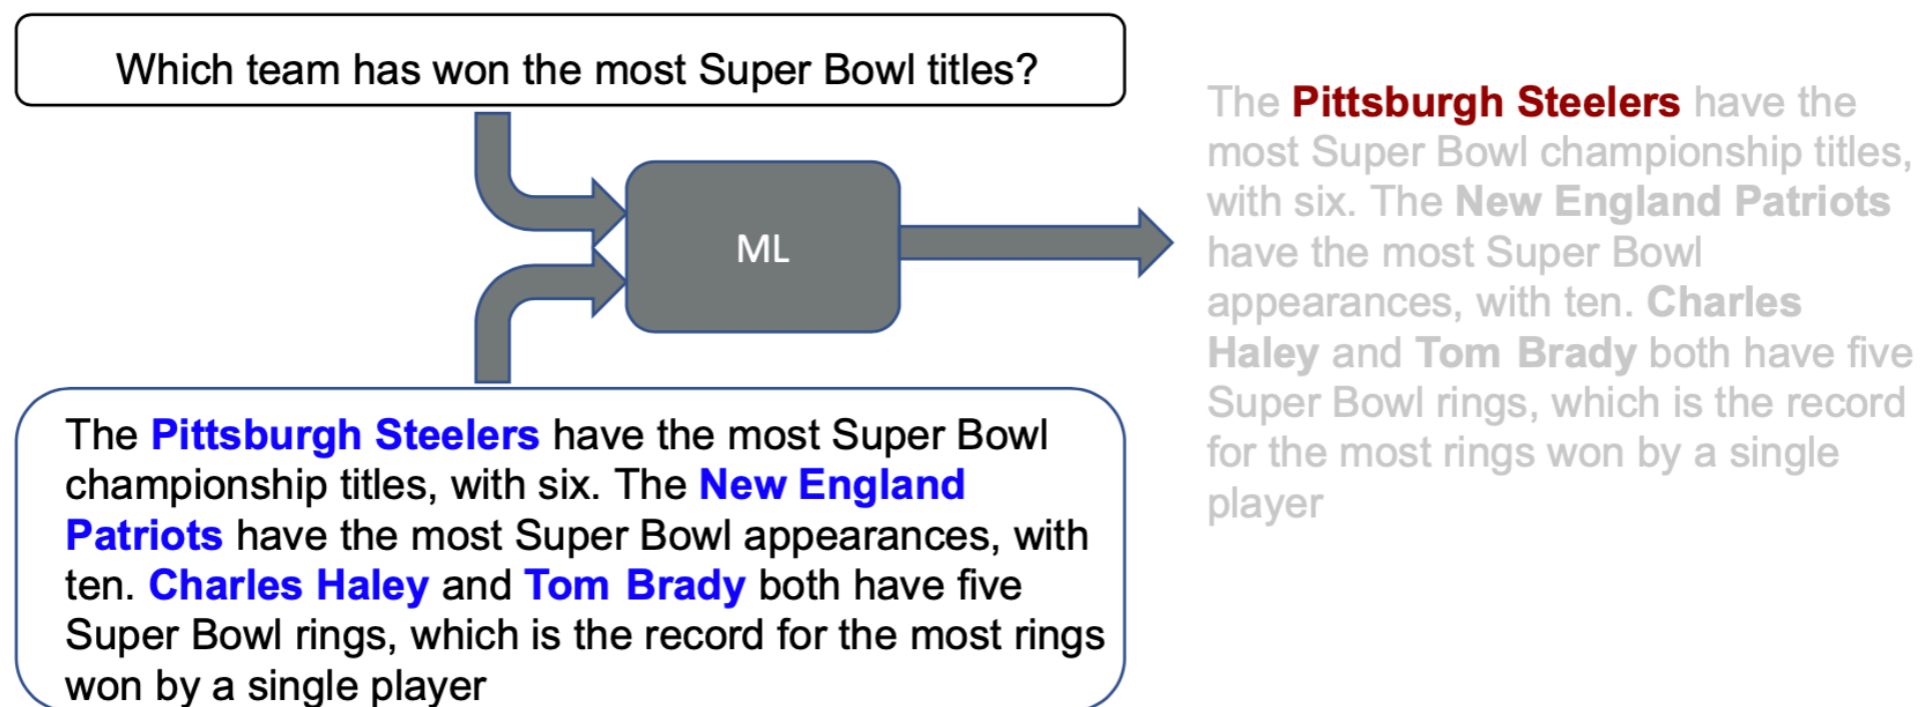 Which team has won the most Super Bowl titles?
ML
The Pittsburgh Steelers have the most Super Bowl
championship titles, with six. The New England
Patriots have the most Super Bowl appearances, with
ten. Charles Haley and Tom Brady both have five
Super Bowl rings, which is the record for the most rings
won by a single player
The Pittsburgh Steelers have the
most Super Bowl championship titles,
with six. The New England Patriots
have the most Super Bowl
appearances, with ten. Charles
Haley and Tom Brady both have five
Super Bowl rings, which is the record
for the most rings won by a single
player